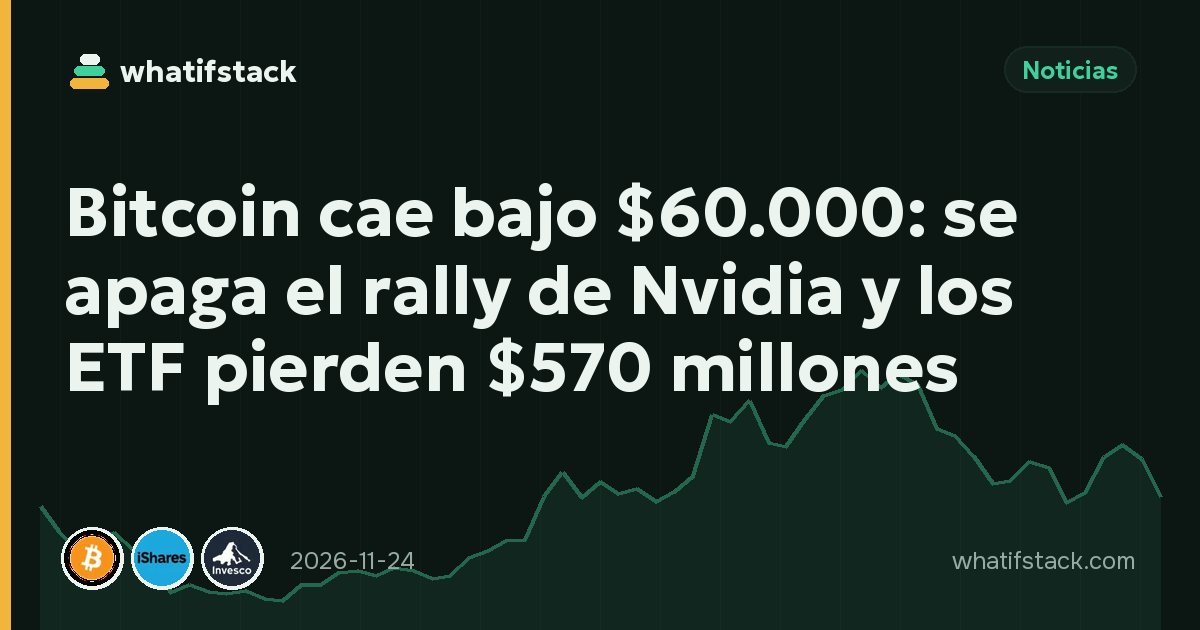 whatifstack
Noticias
Bitcoin cae bajo $60.000: se
apaga el rally de Nvidia y los
ETF pierden $570 millones
iShares
Invesco
2026-11-24
whatifstack.com